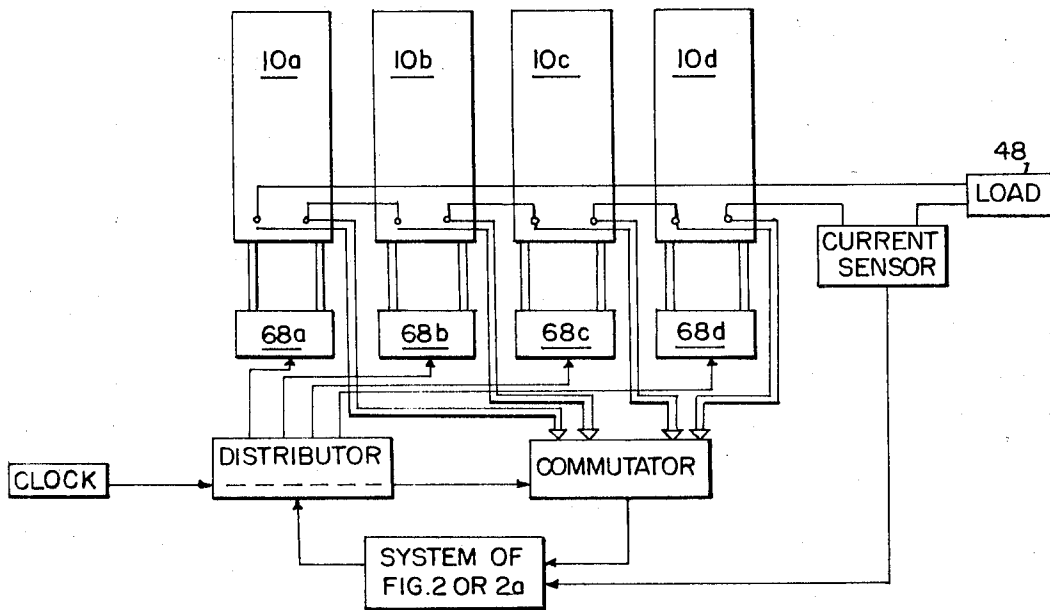 10a
10b
10c
10d
48
LOAD
CURRENT
SENSOR
68a
68b
68c
68d
DISTRIBUTOR
COMMUTATOR
CLOCK
SYSTEM OF
FIG.2 OR 2a